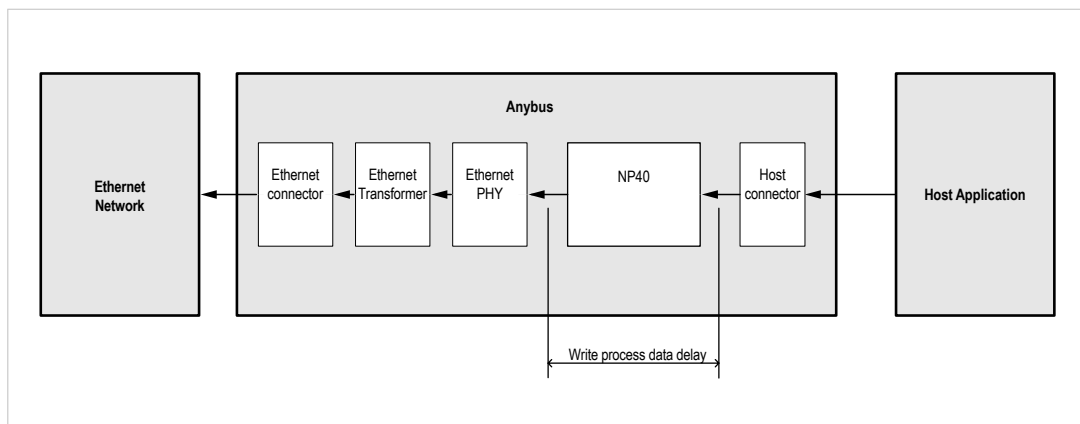 Anybus
Ethernet
Network
Ethernet
connector
Ethernet
Transformer
Ethernet
PHY
NP40
Host
connector
Host Application
Write process data delay